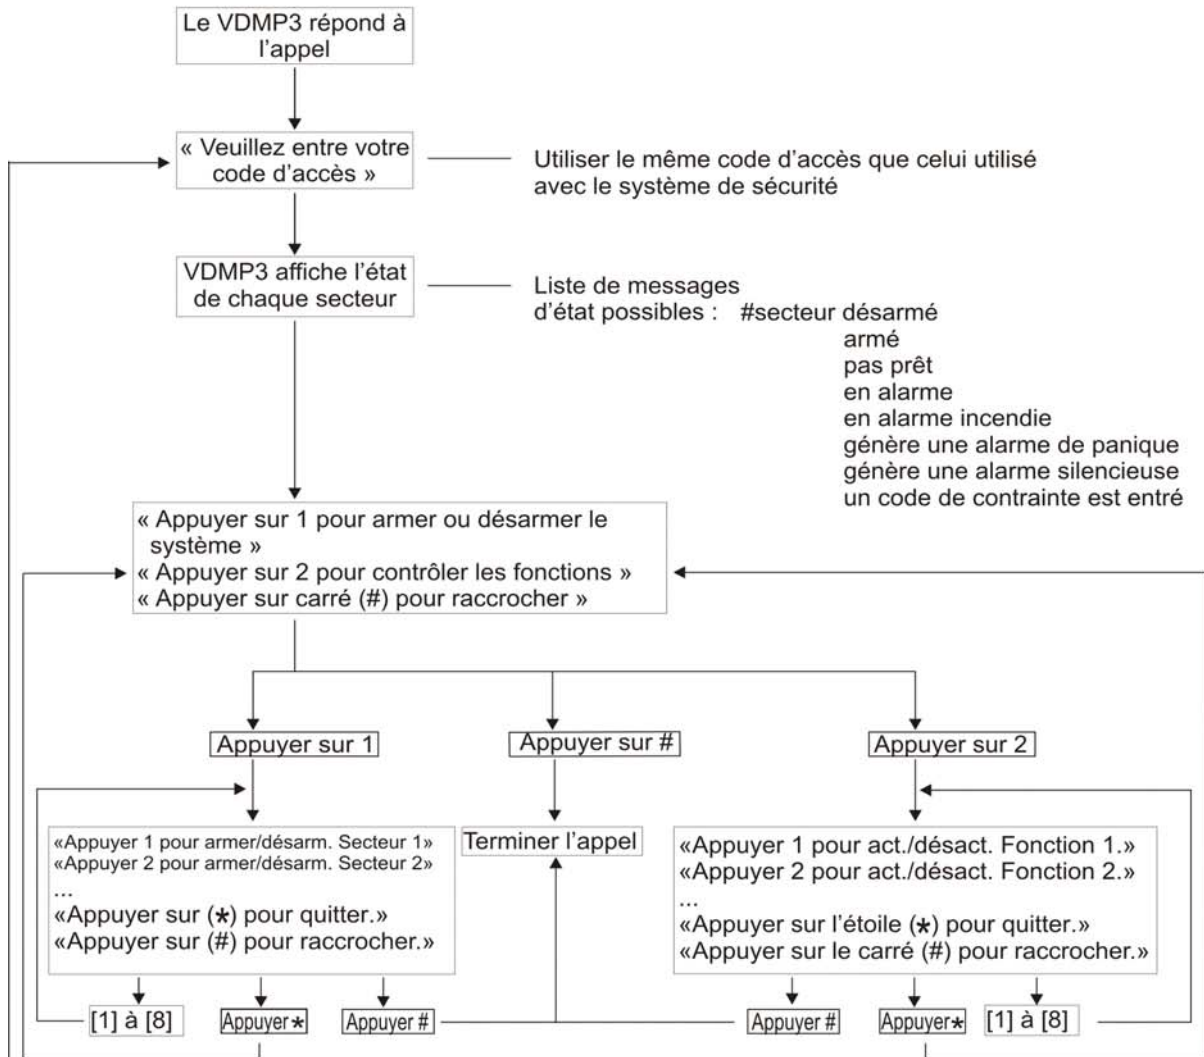 Le VDMP3 répond à
l'appel
« Veuillez entre votre
code d'accès »
Utiliser le même code d'accès que celui utilisé
avec le système de sécurité
VDMP3 affiche l'état
de chaque secteur
Liste de messages
d'état possibles : #secteur désarmé
armé
pas prêt
en alarme
en alarme incendie
génère une alarme de panique
génère une alarme silencieuse
un code de contrainte est entré
« Appuyer sur 1 pour armer ou désarmer le
système »
« Appuyer sur 2 pour contrôler les fonctions »
« Appuyer sur carré (#) pour raccrocher »
Appuyer sur 1
Appuyer sur #
Appuyer sur 2
«Appuyer 1 pour armer/désarm. Secteur 1»
«Appuyer 2 pour armer/désarm. Secteur 2»
...
«Appuyer sur (*) pour quitter.»
«Appuyer sur (#) pour raccrocher.»
Terminer l'appel
«Appuyer 1 pour act./désact. Fonction 1.»
«Appuyer 2 pour act./désact. Fonction 2.»
...
«Appuyer sur l'étoile (*) pour quitter.»
«Appuyer sur le carré (#) pour raccrocher.»
[1] à [8]
Appuyer *
Appuyer #
Appuyer #
Appuyer *
[1] à [8]